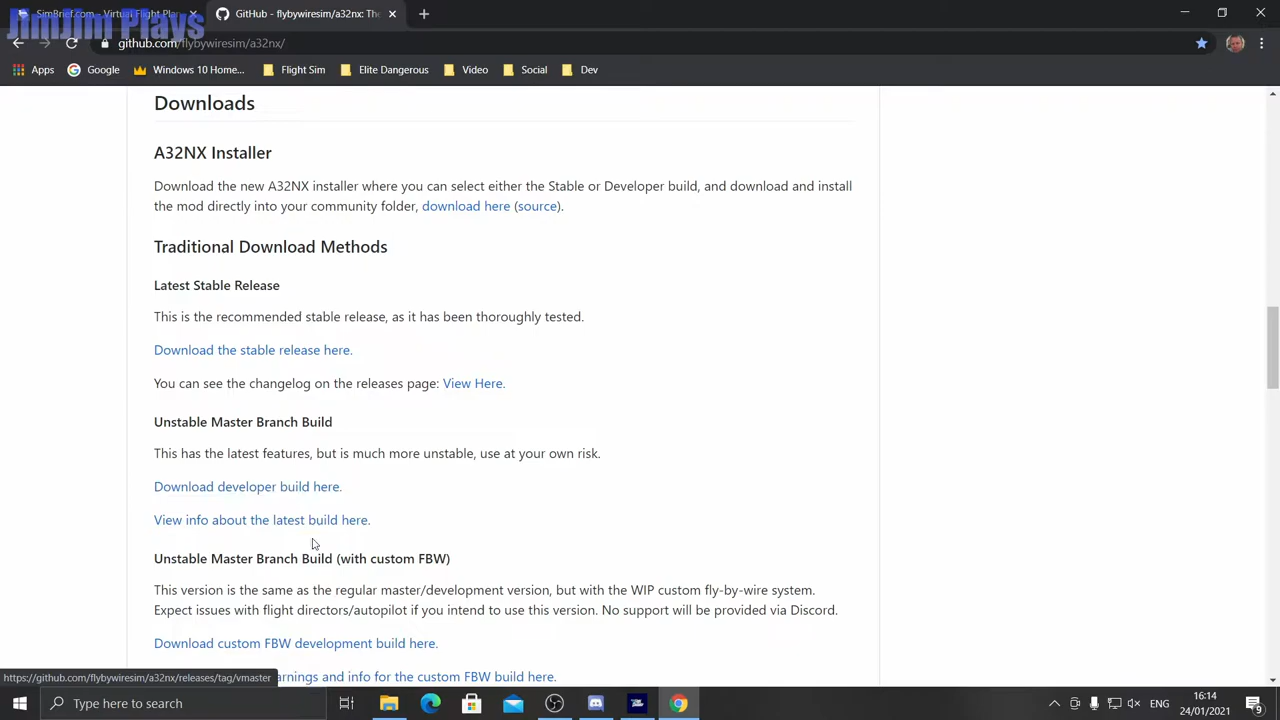 JimJim Plays
SimBrief.com - Virtual Flight Plan
GitHub - flybywiresim/a32nx: The
github.com/flybywiresim/a32nx/
Apps Google Windows 10 Home... Flight Sim Elite Dangerous Video Social Dev
Downloads
A32NX Installer
Download the new A32NX installer where you can select either the Stable or Developer build, and download and install
the mod directly into your community folder, download here (source).
Traditional Download Methods
Latest Stable Release
This is the recommended stable release, as it has been thoroughly tested.
Download the stable release here.
You can see the changelog on the releases page: View Here.
Unstable Master Branch Build
This has the latest features, but is much more unstable, use at your own risk.
Download developer build here.
View info about the latest build here.
Unstable Master Branch Build (with custom FBW)
This version is the same as the regular master/development version, but with the WIP custom fly-by-wire system.
Expect issues with flight directors/autopilot if you intend to use this version. No support will be provided via Discord.
Download custom FBW development build here.
https://github.com/flybywiresim/a32nx/releases/tag/vmaster
arnings and info for the custom FBW build here.
Type here to search
ENG
16:14
24/01/2021